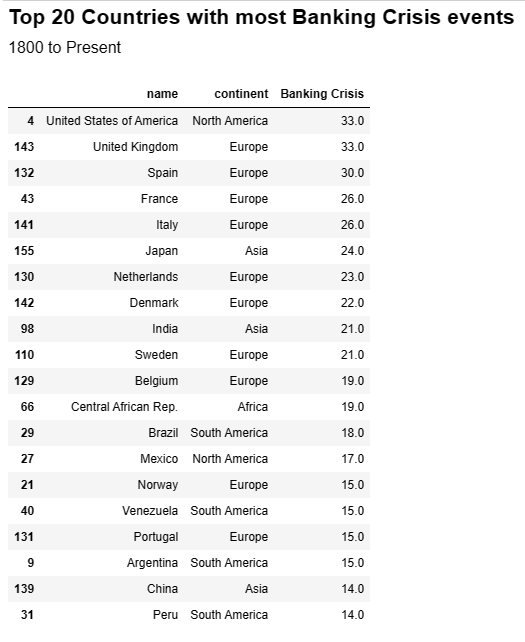 Top 20 Countries with most Banking Crisis events
1800 to Present
name continent Banking Crisis
4 United States of America North America 33.0
143 United Kingdom Europe 33.0
132 Spain Europe 30.0
43 France Europe 26.0
141 Italy Europe 26.0
155 Japan Asia 24.0
130 Netherlands Europe 23.0
142 Denmark Europe 22.0
98 India Asia 21.0
110 Sweden Europe 21.0
129 Belgium Europe 19.0
66 Central African Rep. Africa 19.0
29 Brazil South America 18.0
27 Mexico North America 17.0
21 Norway Europe 15.0
40 Venezuela South America 15.0
131 Portugal Europe 15.0
9 Argentina South America 15.0
139 China Asia 14.0
31 Peru South America 14.0